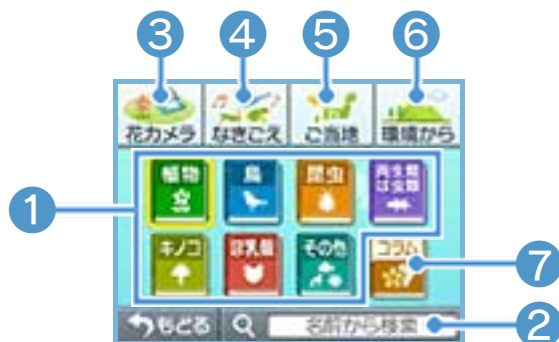 3 4 5 6
花カメラ なきごえ ご当地 環境から
植物 鳥 昆虫 両生類
は虫類
1
キノコ ほ乳類 その他 コラム
7
もどる 名前から検索
2